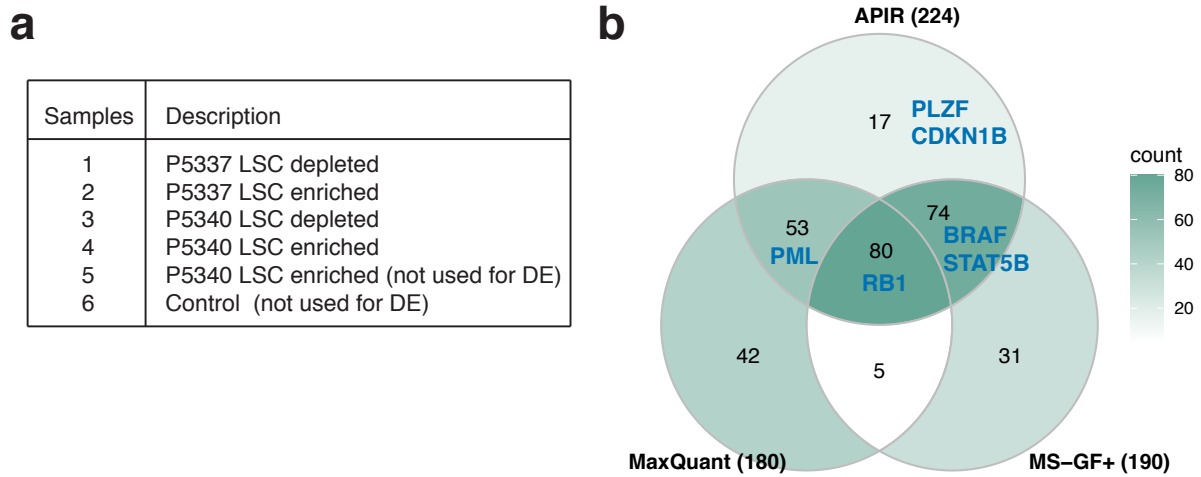 a
Samples Description
1 P5337 LSC depleted
2 P5337 LSC enriched
3 P5340 LSC depleted
4 P5340 LSC enriched
5 P5340 LSC enriched (not used for DE)
6 Control (not used for DE)
b
APIR (224)
17
PLZF
CDKN1B
53
PML
80
RB1
74
BRAF
STAT5B
42
5
31
MaxQuant (180)
MS−GF+ (190)
count
80
60
40
20